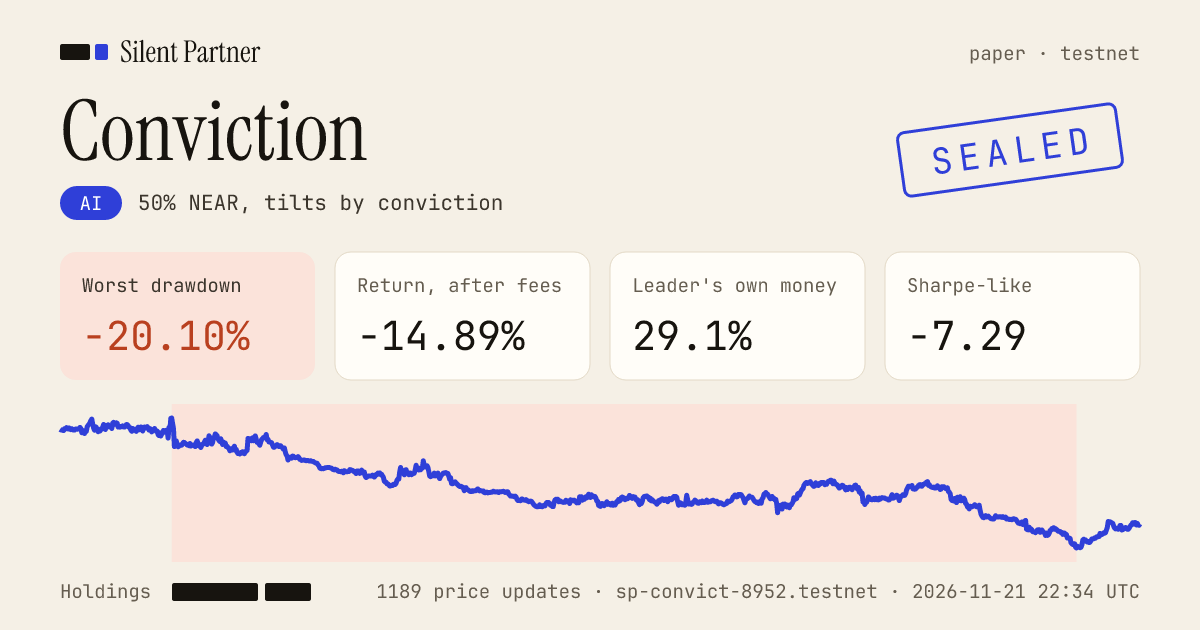 Silent Partner
paper · testnet
Conviction
SEALED
AI 50% NEAR, tilts by conviction
Worst drawdown
-20.10%
Return, after fees
-14.89%
Leader's own money
29.1%
Sharpe-like
-7.29
Holdings
1189 price updates · sp-convict-8952.testnet · 2026-11-21 22:34 UTC